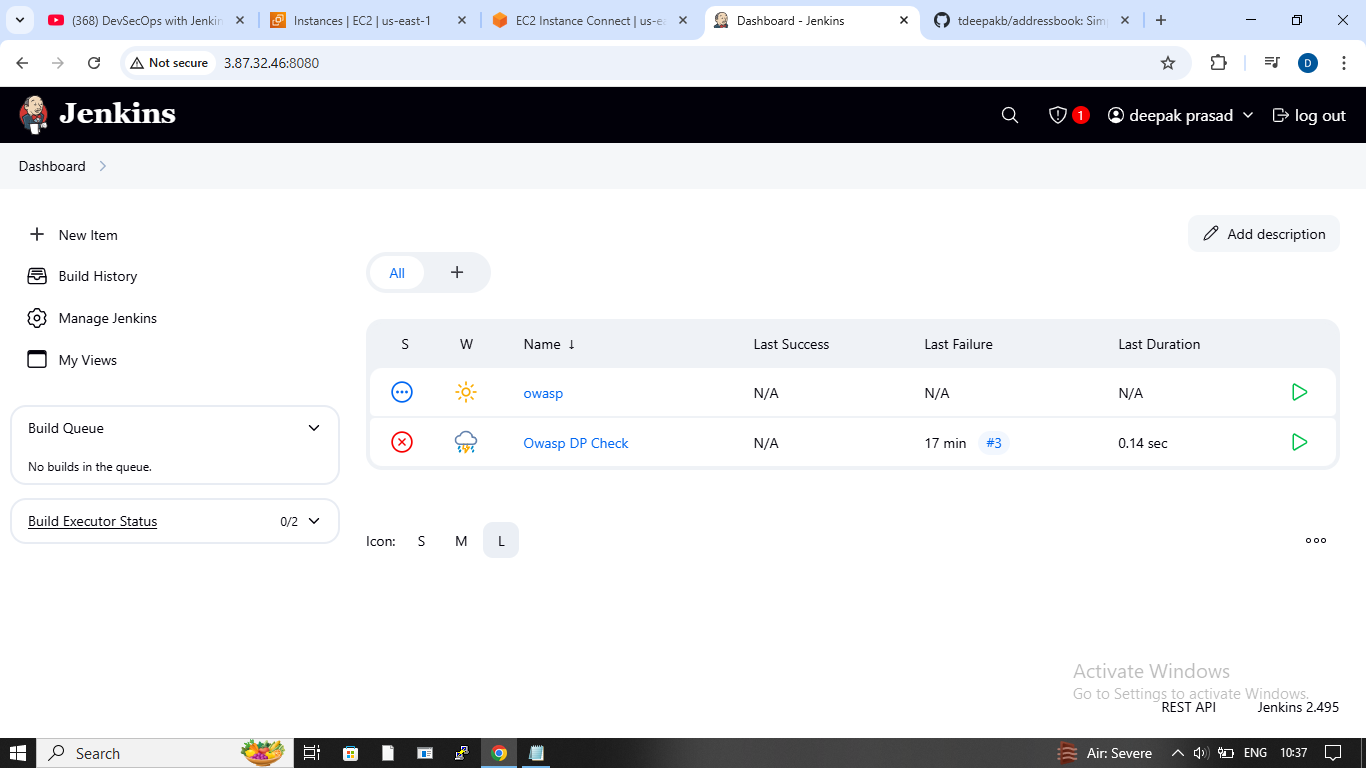 (368) DevSecOps with Jenkin
Instances | EC2 | us-east-1
EC2 Instance Connect | us-ea
Dashboard - Jenkins
tdeepakb/addressbook: Sim
Not secure
3.87.32.46:8080
D
Jenkins
1
deepak prasad
log out
Dashboard
New Item
Build History
Manage Jenkins
My Views
Build Queue
No builds in the queue.
Build Executor Status
0/2
Add description
All
+
S W Name ↓ Last Success Last Failure Last Duration
owasp N/A N/A N/A
Owasp DP Check N/A 17 min #3 0.14 sec
Icon: S M L
Activate Windows
Go to Settings to activate Windows.
REST API
Jenkins 2.495
Search
Air: Severe
ENG
10:37